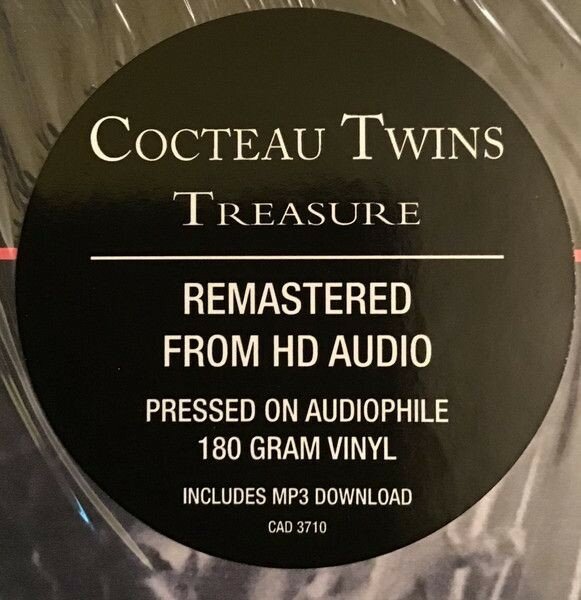 COCTEAU TWINS
TREASURE
REMASTERED
FROM HD AUDIO
PRESSED ON AUDIOPHILE
180 GRAM VINYL
INCLUDES MP3 DOWNLOAD
CAD 3710